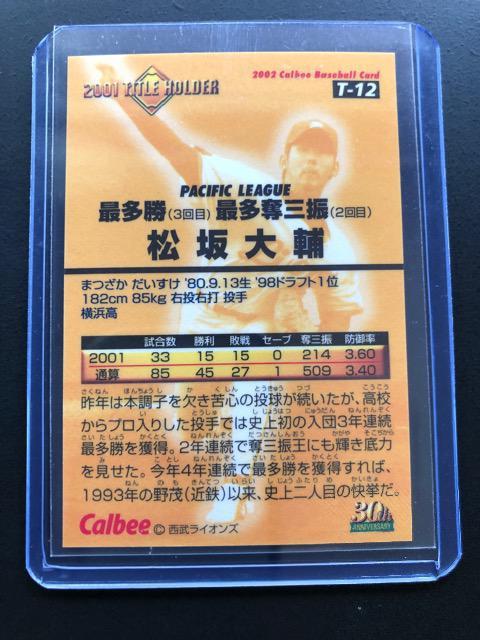 2001 TITLE HOLDER
2002 Calbee Baseball Card
T-12
PACIFIC LEAGUE
最多勝(3回目) 最多奪三振(2回目)
松坂大輔
まつざか だいすけ '80.9.13生 '98ドラフト1位
182cm 85kg 右投右打 投手
横浜高
試合数 勝利 敗戦 セーブ 奪三振 防御率
2001 33 15 15 0 214 3.60
通算 85 45 27 1 509 3.40
昨年は本調子を欠き苦心の投球が続いたが、高校
からプロ入りした投手では史上初の入団3年連続
最多勝を獲得。2年連続で奪三振王にも輝き底力
を見せた。今年4年連続で最多勝を獲得すれば、
1993年の野茂(近鉄)以来、史上二人目の快挙だ。
Calbee © 西武ライオンズ
30th
ANNIVERSARY